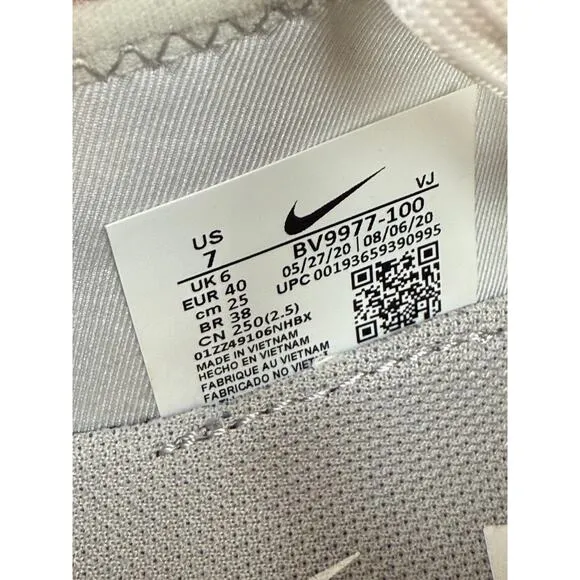 VJ
US
7
UK 6
EUR 40
cm 25
BR 38
CN 250(2.5)
01ZZ49106NHBX
MADE IN VIETNAM
HECHO EN VIETNAM
FABRIQUE AU VIETNAM
FABRICADO NO VIETN
BV9977-100
05/27/20 | 08/06/20
UPC 00193659390995